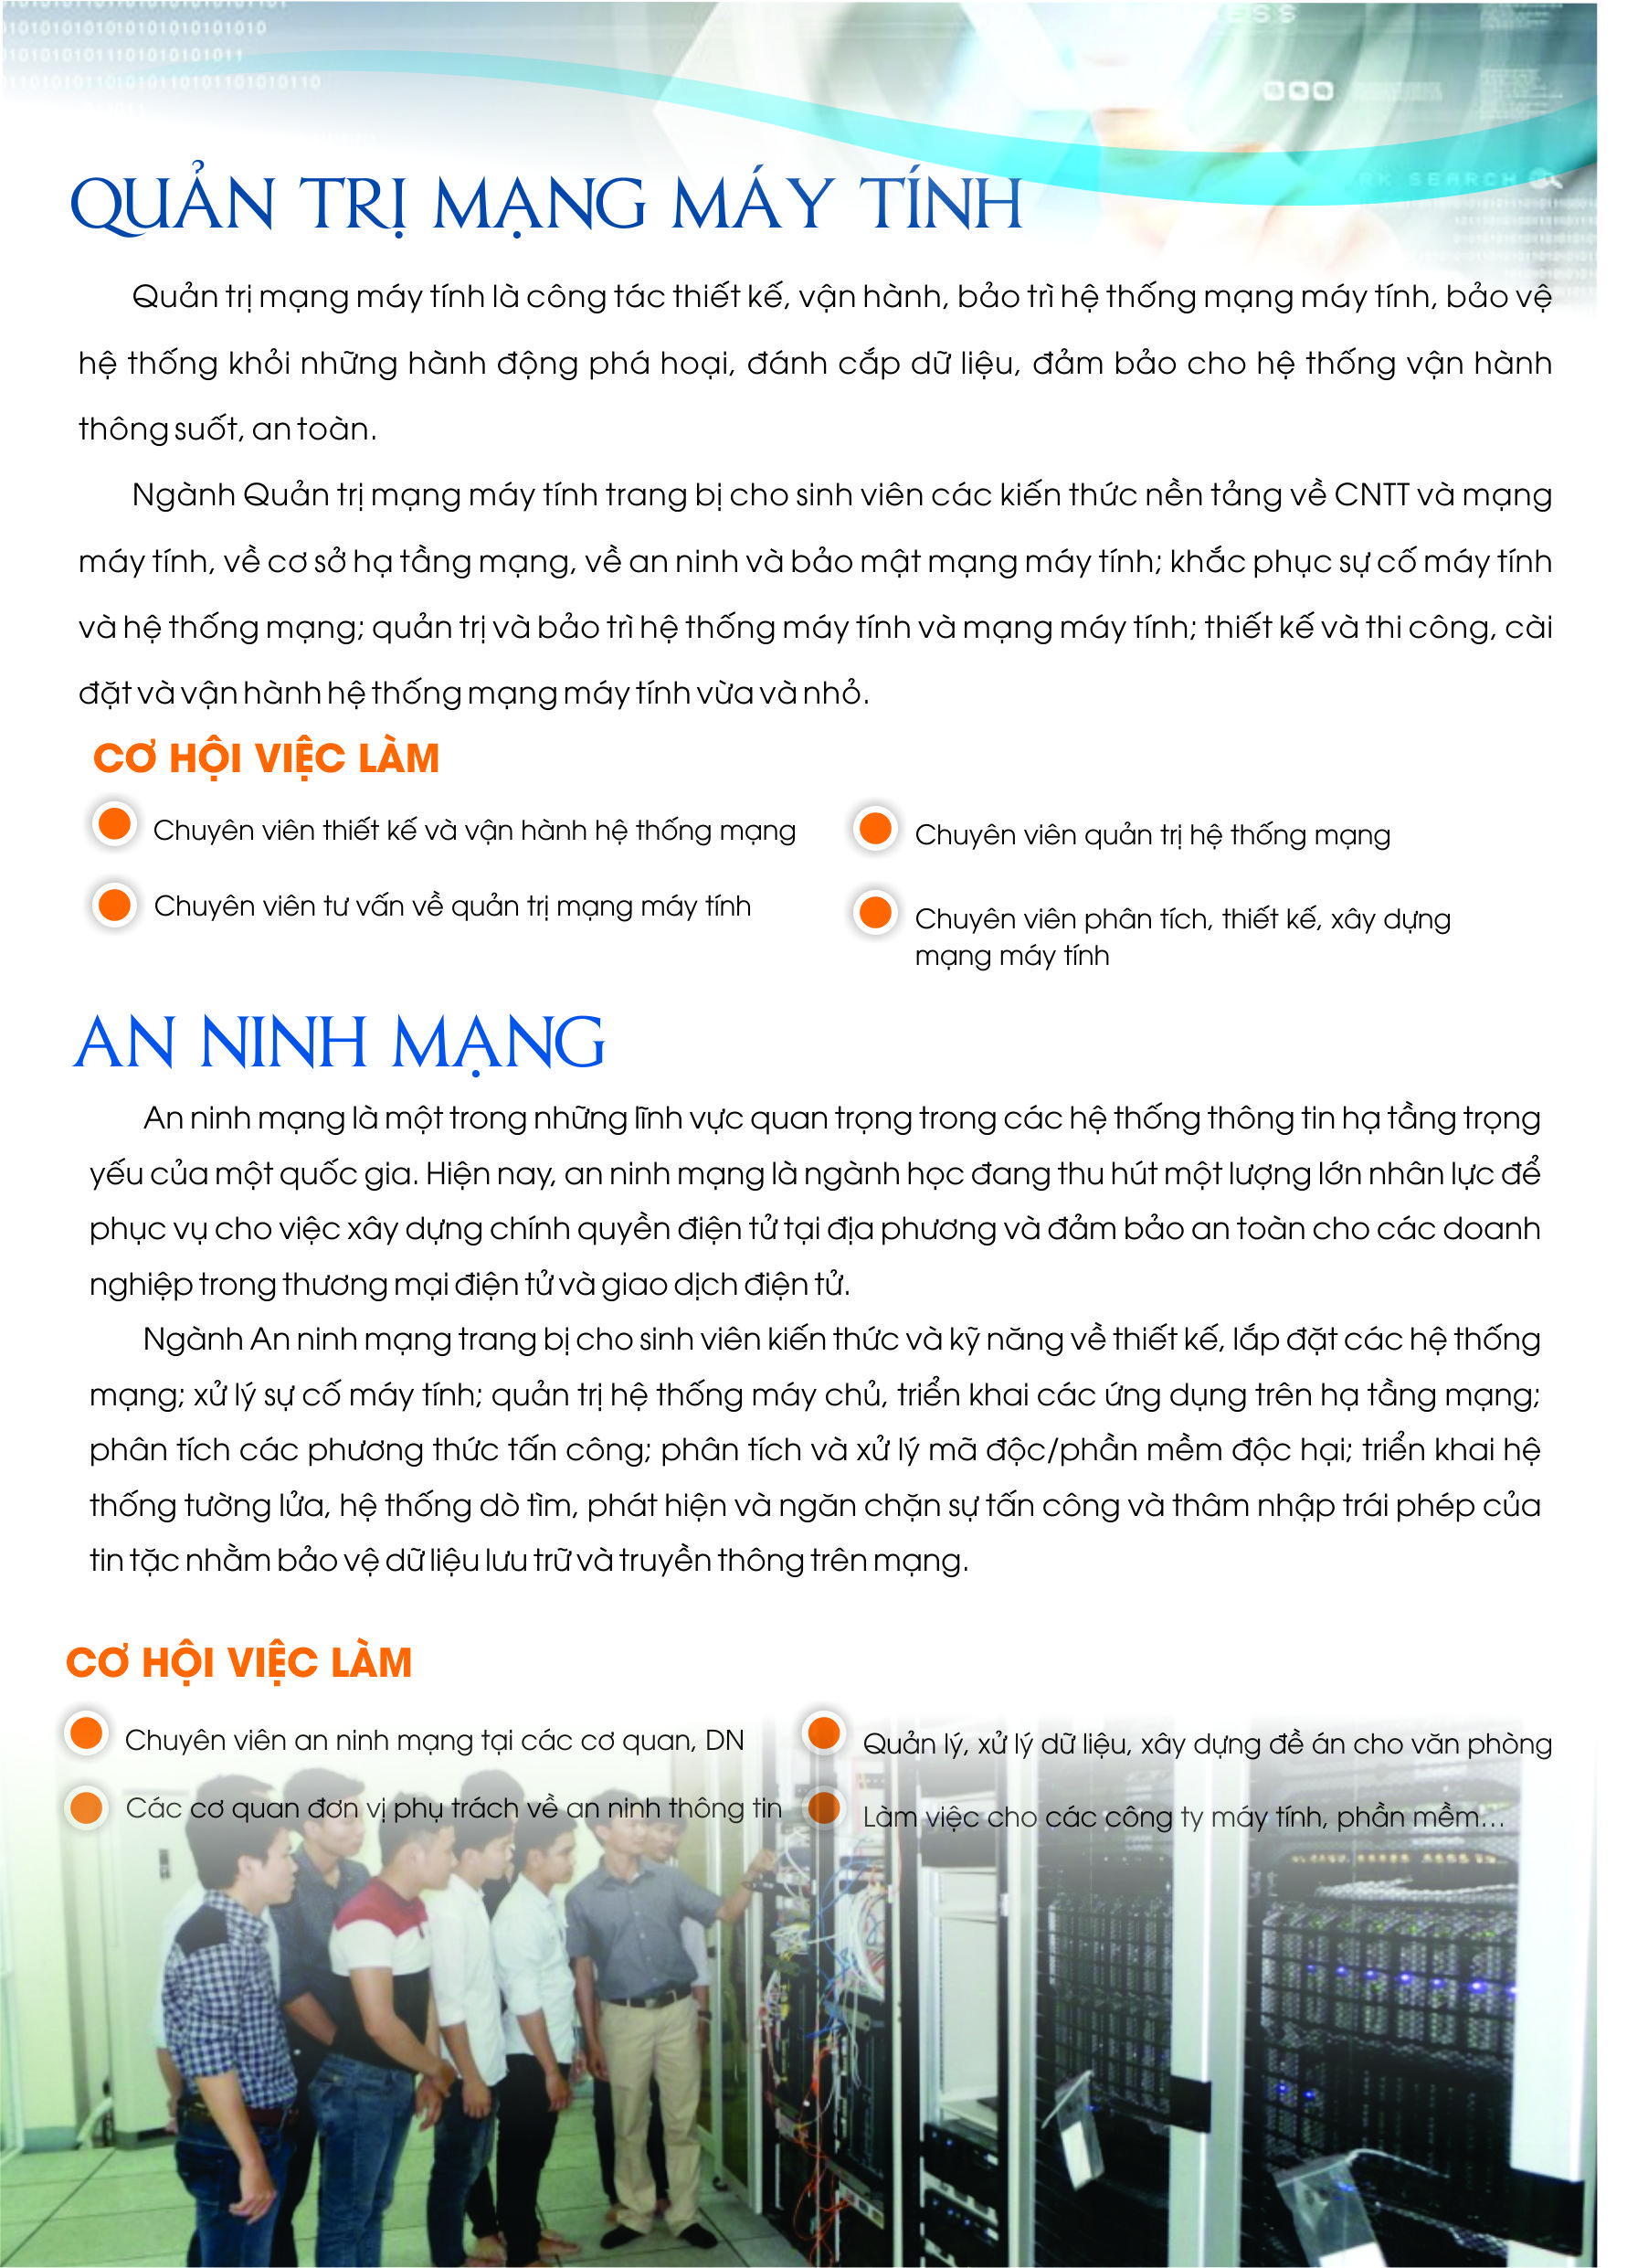 1010101010101010101010
1010101011101010101011
QUẢN TRỊ MẠNG MÁY TÍNH
RK SEARCH
Quản trị mạng máy tính là công tác thiết kế, vận hành, bảo trì hệ thống mạng máy tính, bảo vệ
hệ thống khỏi những hành động phá hoại, đánh cắp dữ liệu, đảm bảo cho hệ thống vận hành
thông suốt, an toàn.
Ngành Quản trị mạng máy tính trang bị cho sinh viên các kiến thức nền tảng về CNTT và mạng
máy tính, về cơ sở hạ tầng mạng, về an ninh và bảo mật mạng máy tính; khắc phục sự cố máy tính
và hệ thống mạng; quản trị và bảo trì hệ thống máy tính và mạng máy tính; thiết kế và thi công, cài
đặt và vận hành hệ thống mạng máy tính vừa và nhỏ.
CƠ HỘI VIỆC LÀM
Chuyên viên thiết kế và vận hành hệ thống mạng
Chuyên viên quản trị hệ thống mạng
Chuyên viên tư vấn về quản trị mạng máy tính
Chuyên viên phân tích, thiết kế, xây dựng
mạng máy tính
AN NINH MẠNG
An ninh mạng là một trong những lĩnh vực quan trọng trong các hệ thống thông tin hạ tầng trọng
yếu của một quốc gia. Hiện nay, an ninh mạng là ngành học đang thu hút một lượng lớn nhân lực để
phục vụ cho việc xây dựng chính quyền điện tử tại địa phương và đảm bảo an toàn cho các doanh
nghiệp trong thương mại điện tử và giao dịch điện tử.
Ngành An ninh mạng trang bị cho sinh viên kiến thức và kỹ năng về thiết kế, lắp đặt các hệ thống
mạng; xử lý sự cố máy tính; quản trị hệ thống máy chủ, triển khai các ứng dụng trên hạ tầng mạng;
phân tích các phương thức tấn công; phân tích và xử lý mã độc/phần mềm độc hại; triển khai hệ
thống tường lửa, hệ thống dò tìm, phát hiện và ngăn chặn sự tấn công và thâm nhập trái phép của
tin tặc nhằm bảo vệ dữ liệu lưu trữ và truyền thông trên mạng.
CƠ HỘI VIỆC LÀM
Chuyên viên an ninh mạng tại các cơ quan, DN
Quản lý, xử lý dữ liệu, xây dựng đề án cho văn phòng
Các cơ quan đơn vị phụ trách về an ninh thông tin
Làm việc cho các công ty máy tính, phần mềm...